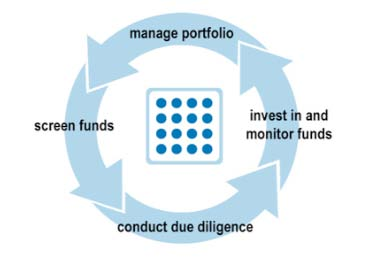 manage portfolio
screen funds
invest in and
monitor funds
conduct due diligence